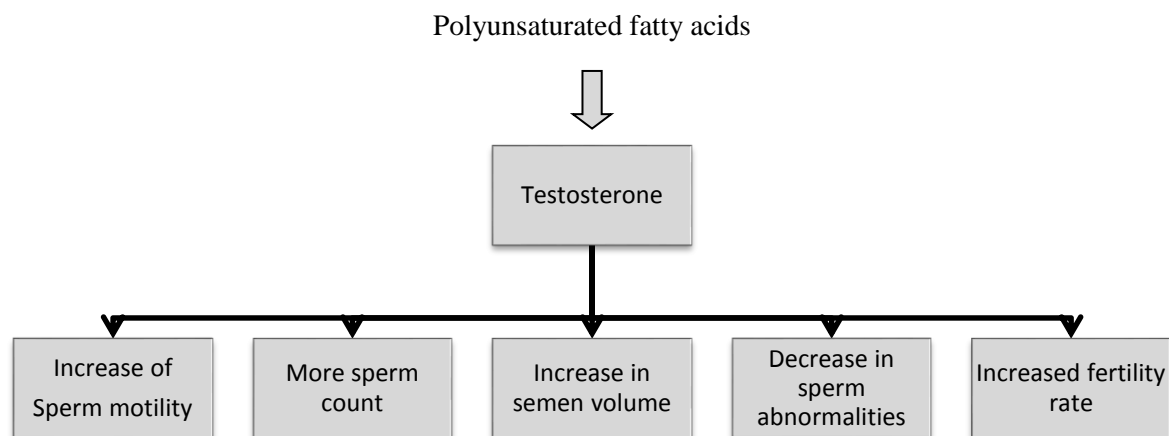 Polyunsaturated fatty acids
Testosterone
Increase of
Sperm motility
More sperm
count
Increase in
semen volume
Decrease in
sperm
abnormalities
Increased fertility
rate